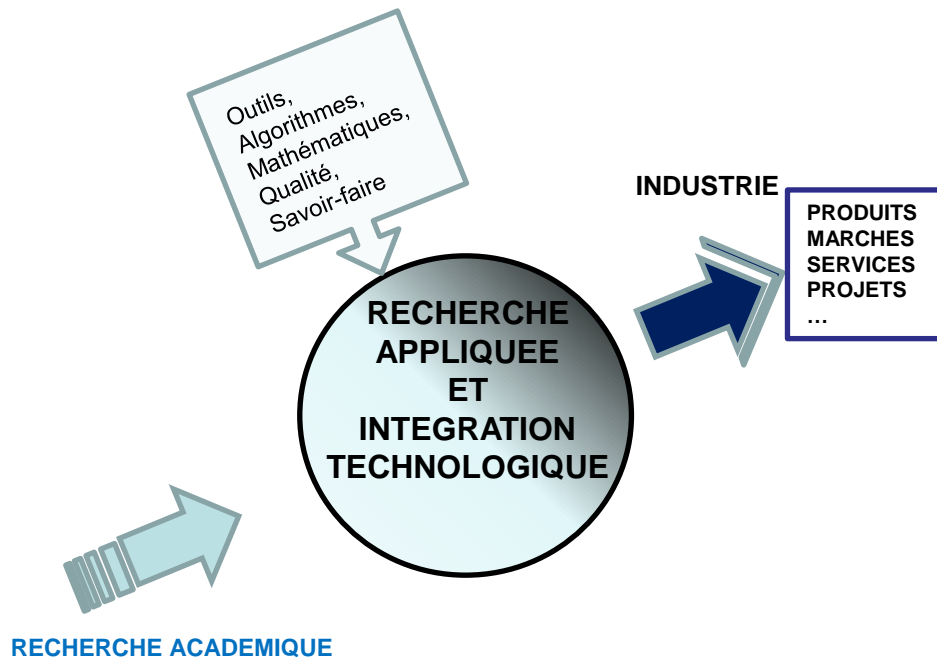 Outils,
Algorithmes,
Mathématiques,
Qualité,
Savoir-faire
INDUSTRIE
PRODUITS
MARCHES
SERVICES
PROJETS
…
RECHERCHE
APPLIQUEE
ET
INTEGRATION
TECHNOLOGIQUE
RECHERCHE ACADEMIQUE